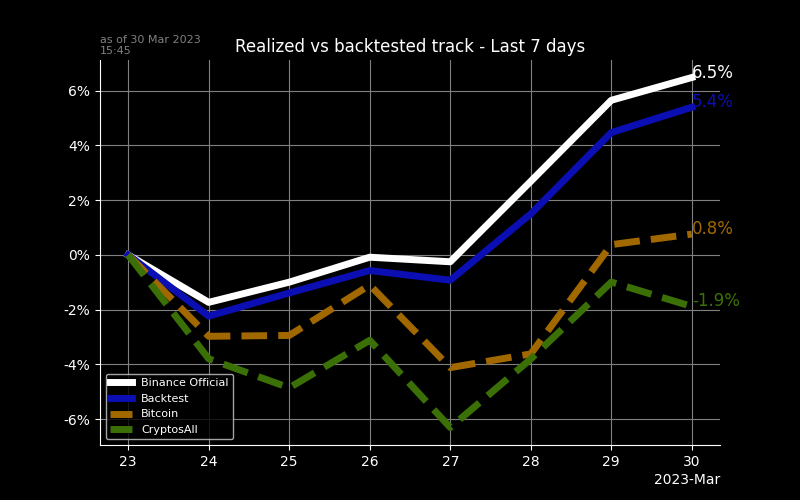 as of 30 Mar 2023
15:45
Realized vs backtested track - Last 7 days
6.5%
5.4%
0.8%
-1.9%
6%
4%
2%
0%
-2%
-4%
-6%
Binance Official
Backtest
Bitcoin
CryptosAll
23 24 25 26 27 28 29 30
2023-Mar